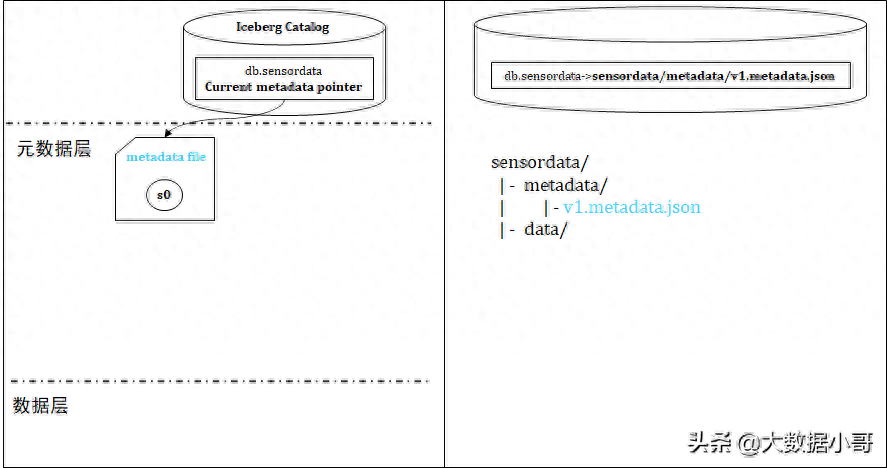 Iceberg Catalog
db.sensordata
Current metadata pointer
元数据层
metadata file
s0
数据层
db.sensordata->sensordata/metadata/v1.metadata.json
sensordata/
|- metadata/
| |- v1.metadata.json
|- data/
头条 @大数据小哥